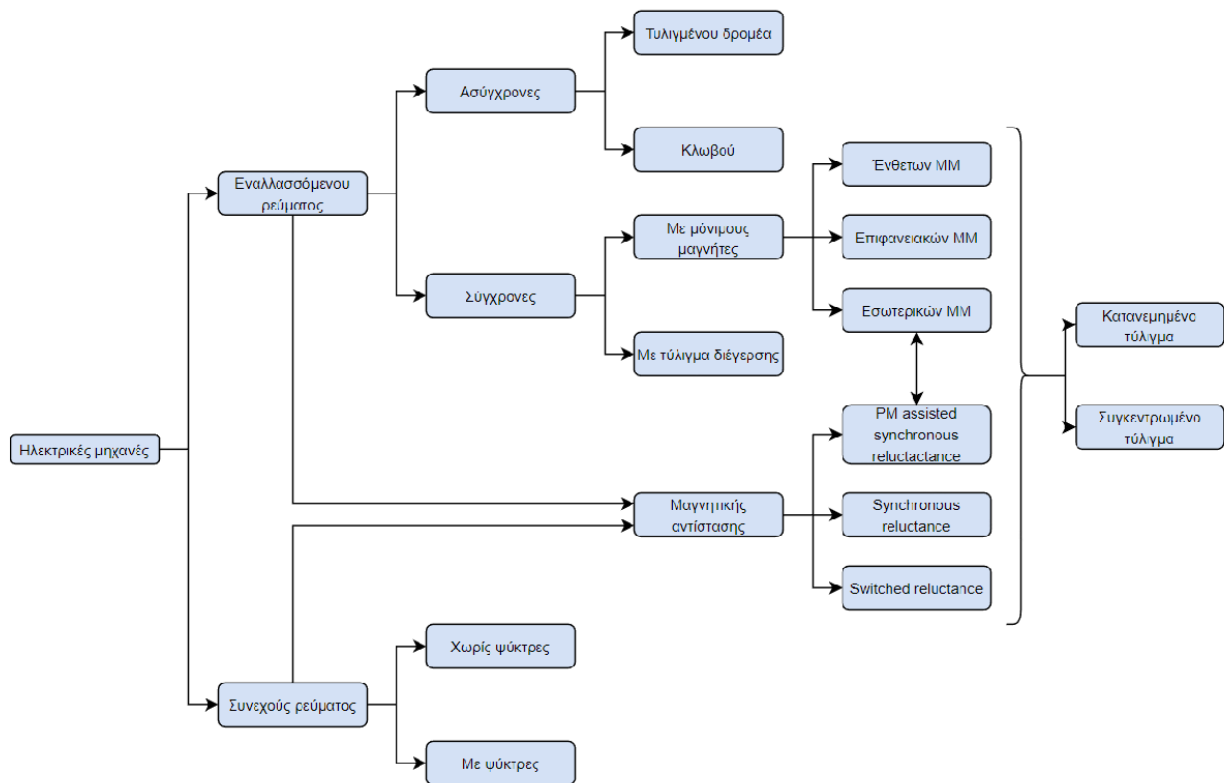 Τυλιγμένου δρομέα
Ασύγχρονες
Κλωβού
Ένθετων ΜΜ
Εναλλασσόμενου
ρεύματος
Με μόνιμους
μαγνήτες
Επιφανειακών ΜΜ
Σύγχρονες
Εσωτερικών ΜΜ
Κατανεμημένο
τύλιγμα
Με τύλιγμα διέγερσης
Ηλεκτρικές μηχανές
PM assisted
synchronous
reluctactance
Συγκεντρωμένο
τύλιγμα
Μαγνητικής
αντίστασης
Synchronous
reluctance
Switched reluctance
Χωρίς ψύκτρες
Συνεχούς ρεύματος
Με ψύκτρες